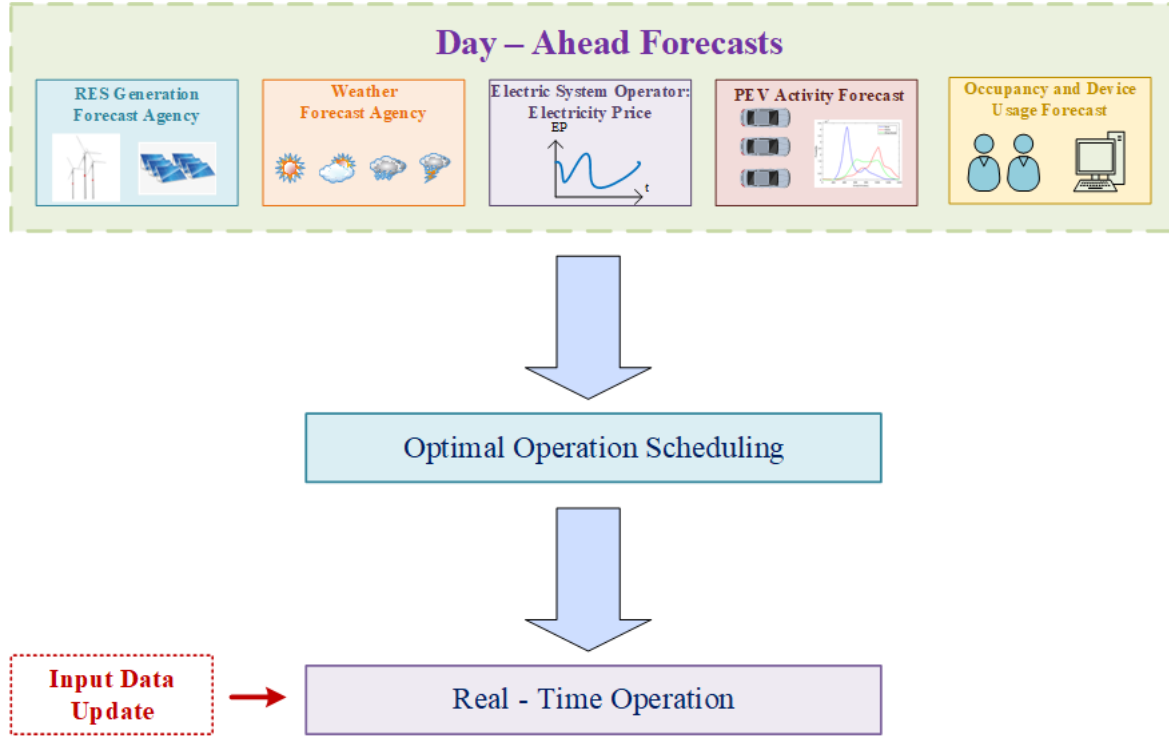 Day – Ahead Forecasts
RES Generation
Forecast Agency
Weather
Forecast Agency
Electric System Operator:
Electricity Price
EP
t
PEV Activity Forecast
Occupancy and Device
Usage Forecast
Optimal Operation Scheduling
Input Data
Update
Real - Time Operation